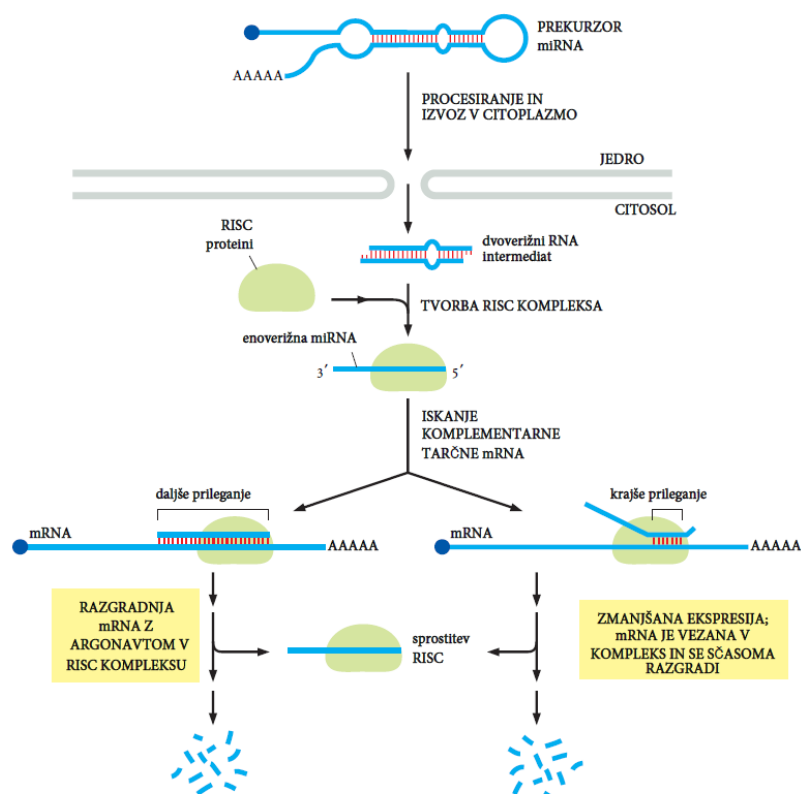 PREKURZOR
miRNA
AAAAA
PROCESIRANJE IN
IZVOZ V CITOPLAZMO
JEDRO
CITOSOL
RISC
proteini
dvoverižni RNA
intermediat
TVORBA RISC KOMPLEKSA
enoverižna miRNA
3´
5´
ISKANJE
KOMPLEMENTARNE
TARČNE mRNA
daljše prileganje
krajše prileganje
mRNA
AAAAA
mRNA
AAAAA
RAZGRADNJA
mRNA Z
ARGONAVTOM V
RISC KOMPLEKSU
sprostitev
RISC
ZMANJŠANA EKSPRESIJA;
mRNA JE VEZANA V
KOMPLEKS IN SE SČASOMA
RAZGRADI